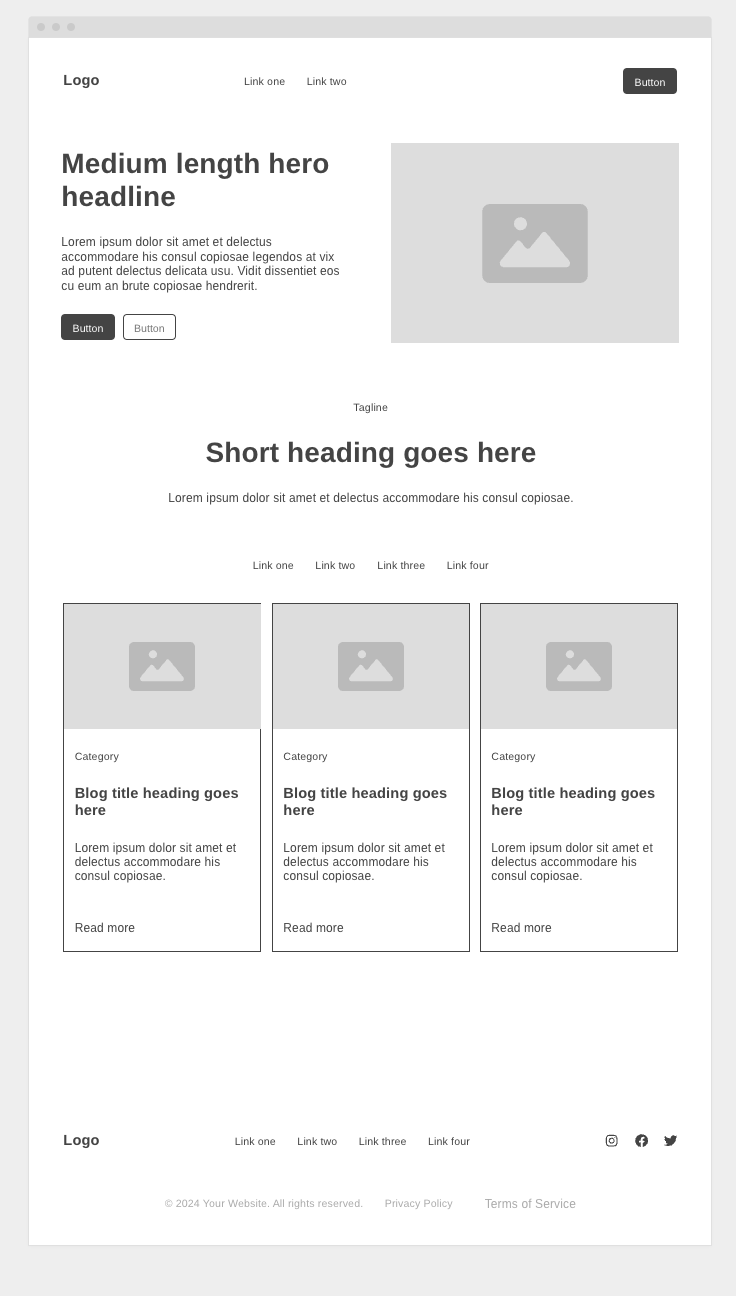 Logo
Link one
Link two
Button
Medium length hero
headline
Lorem ipsum dolor sit amet et delectus
accommodare his consul copiosae legendos at vix
ad putent delectus delicata usu. Vidit dissentiet eos
cu eum an brute copiosae hendrerit.
Button
Button
Tagline
Short heading goes here
Lorem ipsum dolor sit amet et delectus accommodare his consul copiosae.
Link one
Link two
Link three
Link four
Category
Blog title heading goes
here
Lorem ipsum dolor sit amet et
delectus accommodare his
consul copiosae.
Read more
Category
Blog title heading goes
here
Lorem ipsum dolor sit amet et
delectus accommodare his
consul copiosae.
Read more
Category
Blog title heading goes
here
Lorem ipsum dolor sit amet et
delectus accommodare his
consul copiosae.
Read more
Logo
Link one
Link two
Link three
Link four
© 2024 Your Website. All rights reserved.
Privacy Policy
Terms of Service